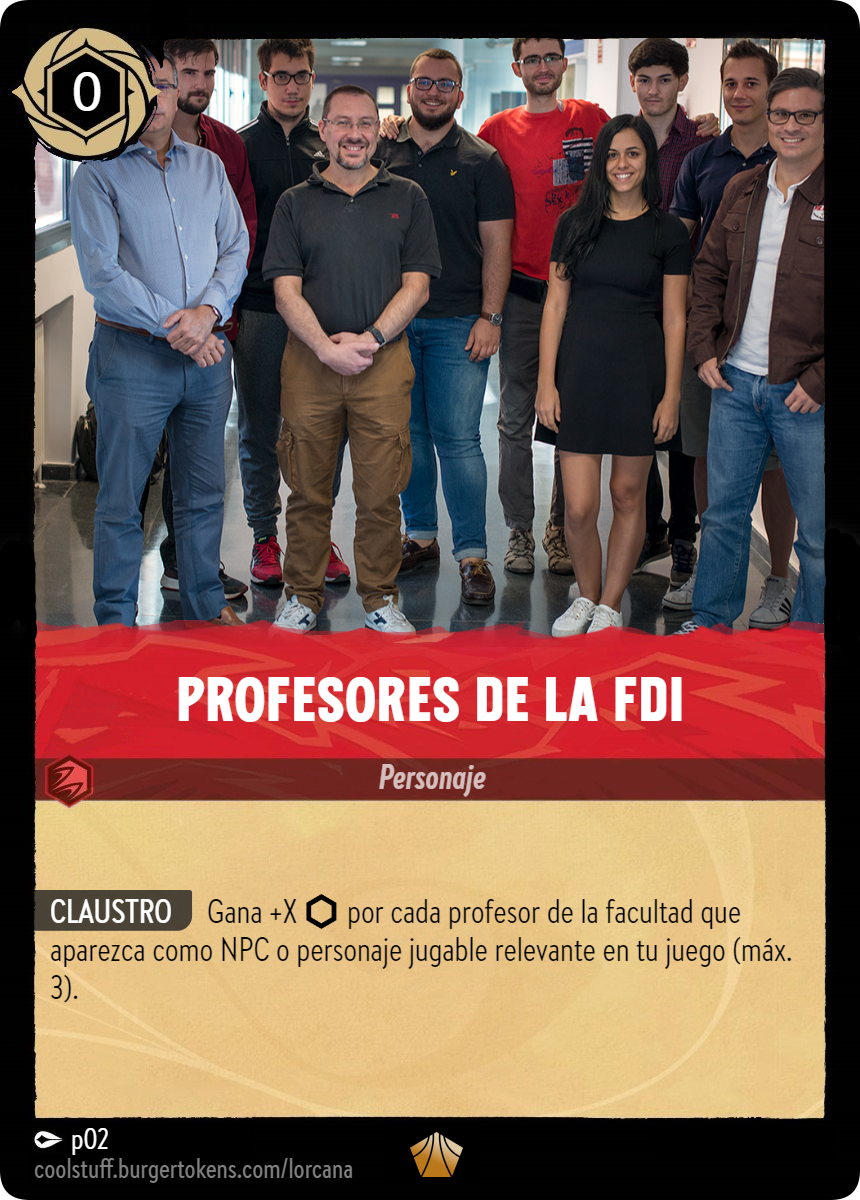 0
PROFESORES DE LA FDI
Personaje
CLAUSTRO Gana +X por cada profesor de la facultad que
aparezca como NPC o personaje jugable relevante en tu juego (máx.
3).
p02
coolstuff.burgertokens.com/lorcana